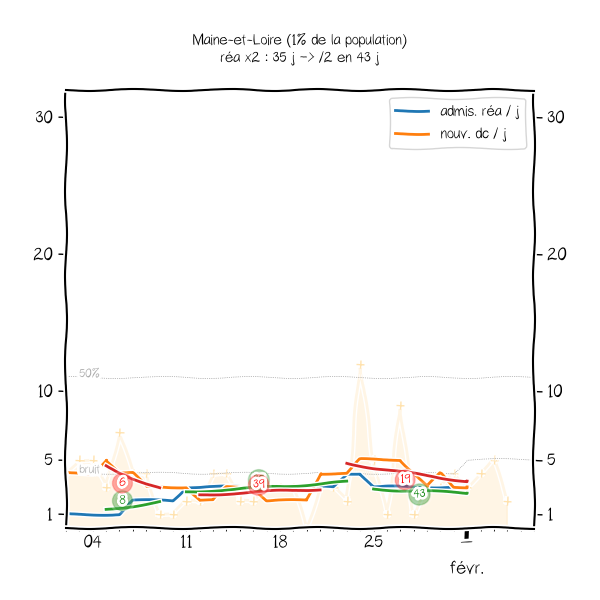 Maine-et-Loire (1% de la population)
réa x2 : 35 j -> /2 en 43 j
admis. réa / j
nouv. dc / j
30 30
20 20
50%
10 10
5 5
bruit
6 39 19
8 43
1 1
04 11 18 25
févr.